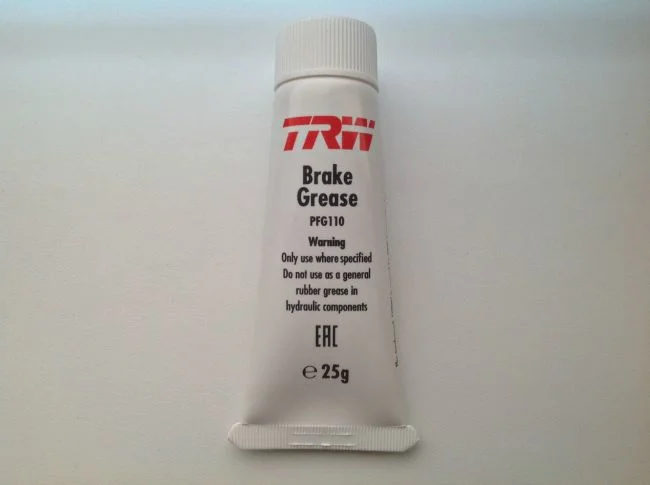 TRW
Brake
Grease
PFG110
Warning
Only use where specified
Do not use as a general
rubber grease in
hydraulic components
EAC
℮ 25g